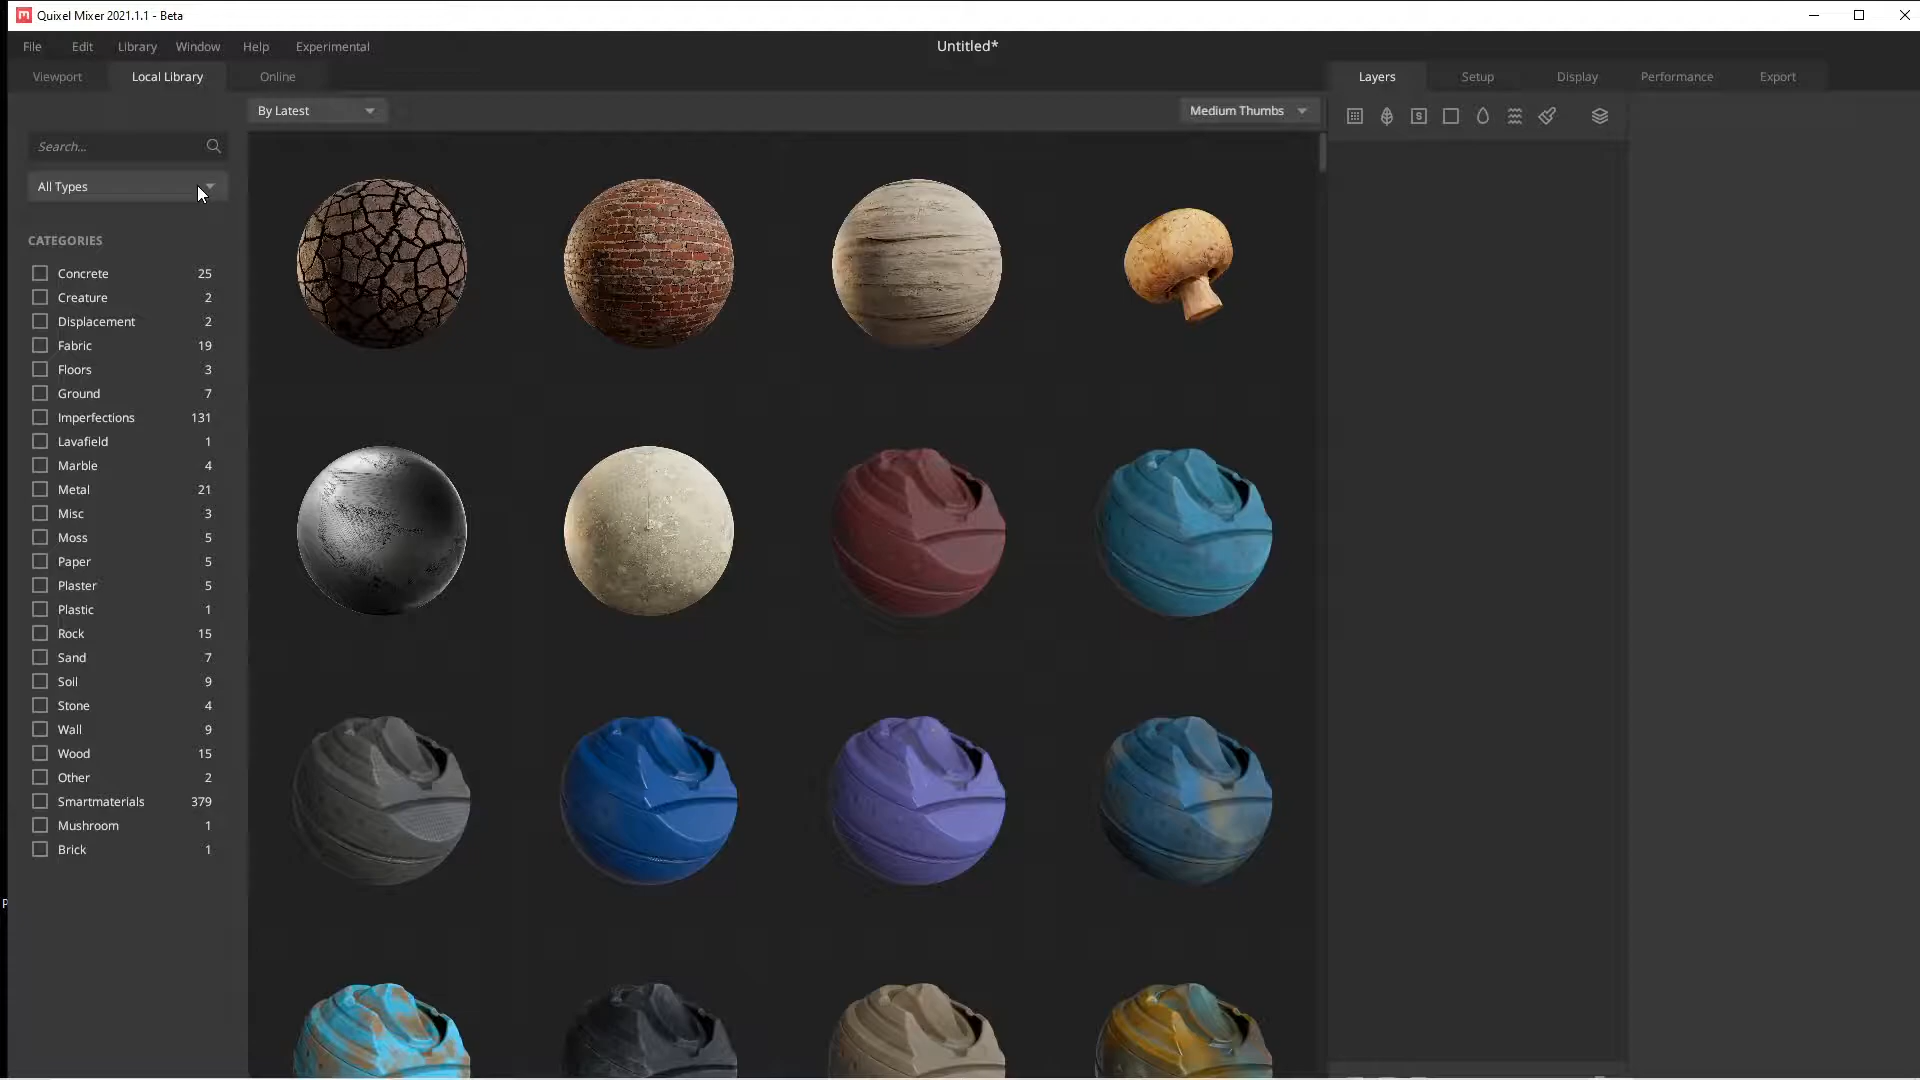 Quixel Mixer 2021.1.1 - Beta
File Edit Library Window Help Experimental
Untitled*
Viewport Local Library Online
Layers Setup Display Performance Export
By Latest
Medium Thumbs
Search...
All Types
CATEGORIES
Concrete 25
Creature 2
Displacement 2
Fabric 19
Floors 3
Ground 7
Imperfections 131
Lavafield 1
Marble 4
Metal 21
Misc 3
Moss 5
Paper 5
Plaster 5
Plastic 1
Rock 15
Sand 7
Soil 9
Stone 4
Wall 9
Wood 15
Other 2
Smartmaterials 379
Mushroom 1
Brick 1
P